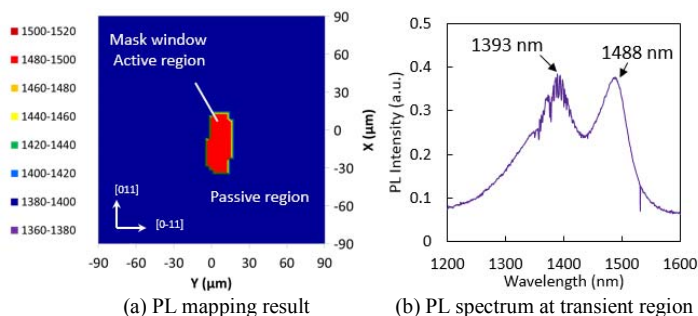 1500-1520
1480-1500
1460-1480
1440-1460
1420-1440
1400-1420
1380-1400
1360-1380
Mask window
Active region
Passive region
[011]
[0-11]
90
60
30
0
-30
-60
-90
X (µm)
-90 -60 -30 0 30 60 90
Y (µm)
(a) PL mapping result
1393 nm
1488 nm
0.5
0.4
0.3
0.2
0.1
0
PL Intensity (a.u.)
1200 1300 1400 1500 1600
Wavelength (nm)
(b) PL spectrum at transient region